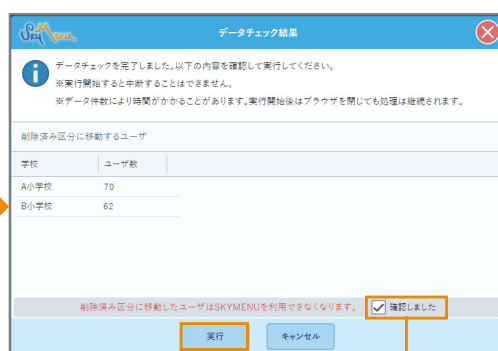 SkyMenu
データチェック結果
データチェックを完了しました。以下の内容を確認して実行してください。
※実行開始すると中断することはできません。
※データ件数により時間がかかることがあります。実行開始後はブラウザを閉じても処理は継続されます。
削除済み区分に移動するユーザ
学校 ユーザ数
A小学校 70
B小学校 62
削除済み区分に移動したユーザはSKYMENUを利用できなくなります。 確認しました
実行 キャンセル